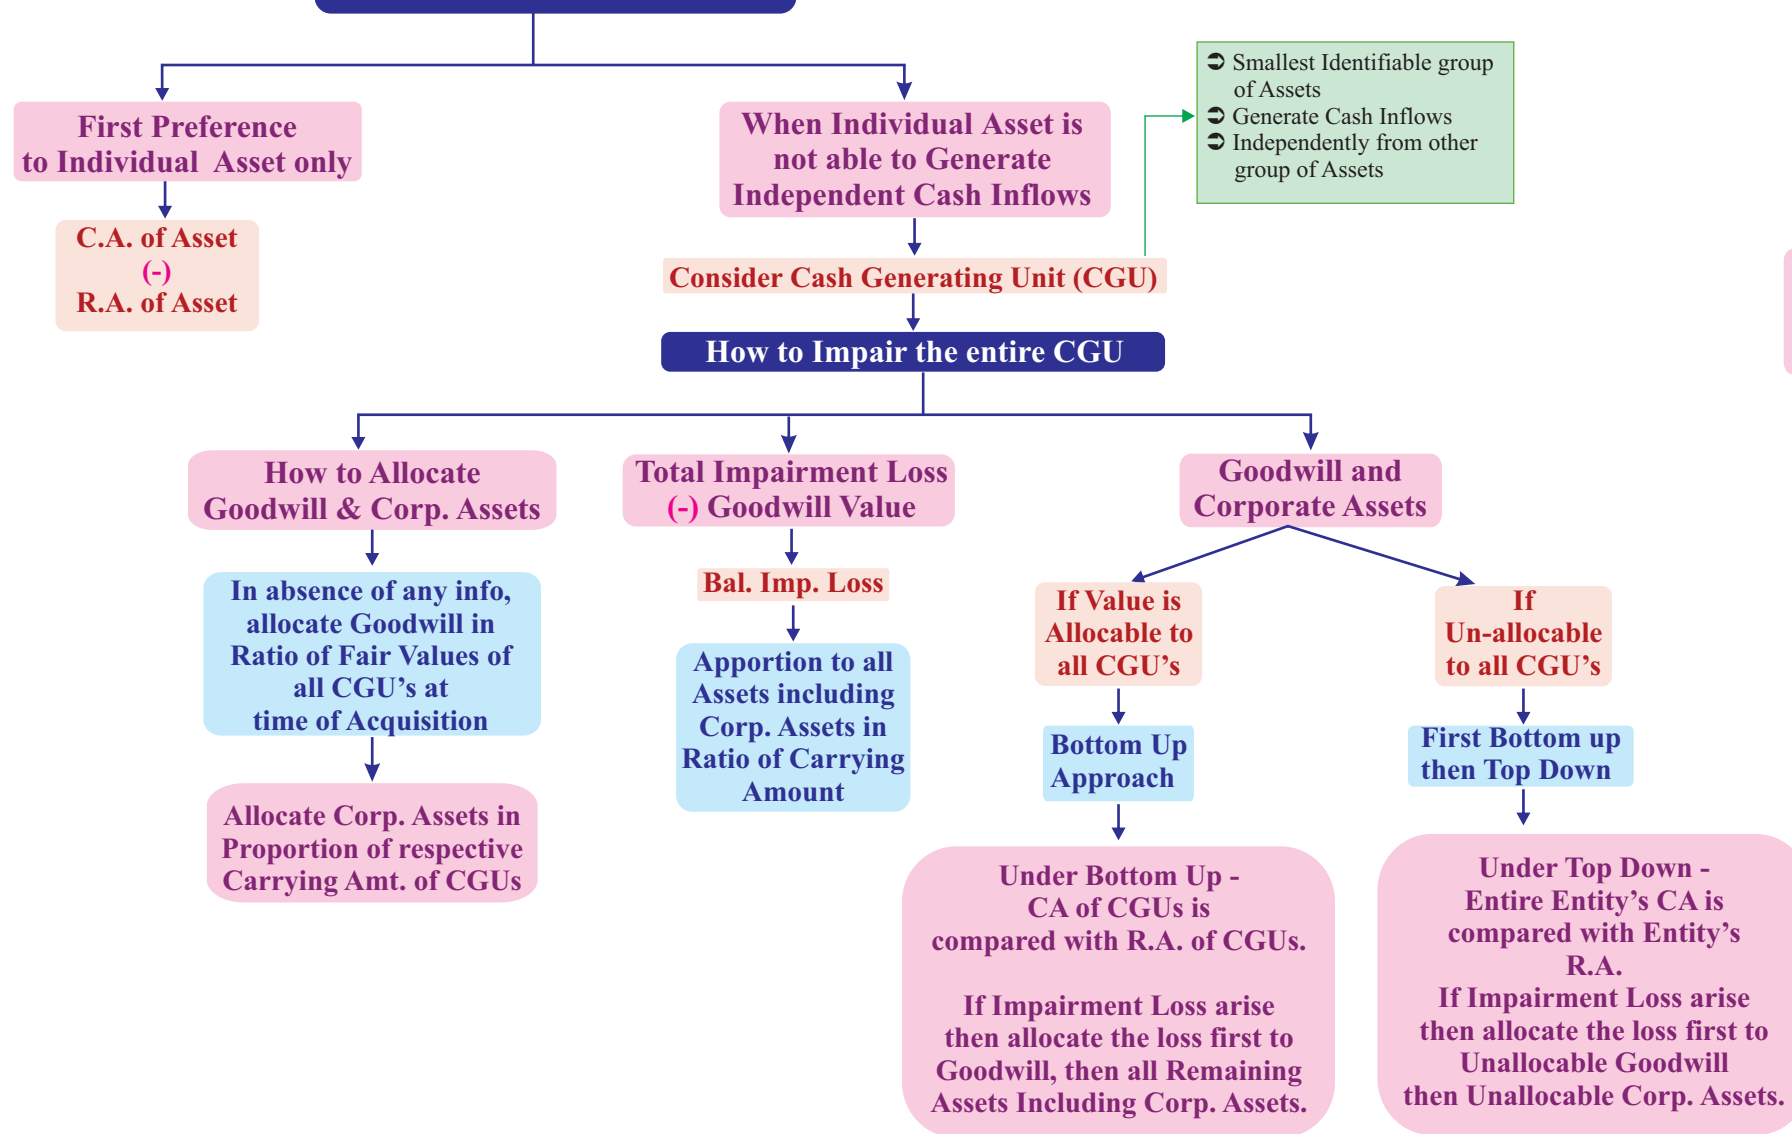 First Preference
to Individual Asset only
C.A. of Asset
(-)
R.A. of Asset
When Individual Asset is
not able to Generate
Independent Cash Inflows
➲ Smallest Identifiable group
of Assets
➲ Generate Cash Inflows
➲ Independently from other
group of Assets
Consider Cash Generating Unit (CGU)
How to Impair the entire CGU
How to Allocate
Goodwill & Corp. Assets
In absence of any info,
allocate Goodwill in
Ratio of Fair Values of
all CGU's at
time of Acquisition
Allocate Corp. Assets in
Proportion of respective
Carrying Amt. of CGUs
Total Impairment Loss
(-) Goodwill Value
Bal. Imp. Loss
Apportion to all
Assets including
Corp. Assets in
Ratio of Carrying
Amount
Goodwill and
Corporate Assets
If Value is
Allocable to
all CGU's
Bottom Up
Approach
Under Bottom Up -
CA of CGUs is
compared with R.A. of CGUs.
If Impairment Loss arise
then allocate the loss first to
Goodwill, then all Remaining
Assets Including Corp. Assets.
If
Un-allocable
to all CGU's
First Bottom up
then Top Down
Under Top Down -
Entire Entity's CA is
compared with Entity's
R.A.
If Impairment Loss arise
then allocate the loss first to
Unallocable Goodwill
then Unallocable Corp. Assets.